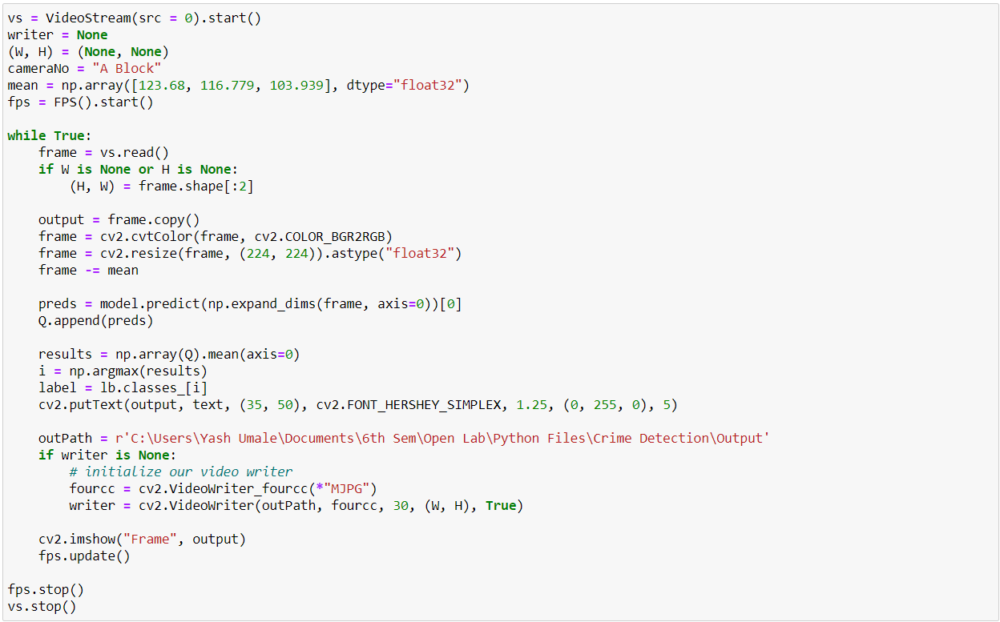 vs = VideoStream(src = 0).start()
writer = None
(W, H) = (None, None)
cameraNo = "A Block"
mean = np.array([123.68, 116.779, 103.939], dtype="float32")
fps = FPS().start()

while True:
    frame = vs.read()
    if W is None or H is None:
        (H, W) = frame.shape[:2]

    output = frame.copy()
    frame = cv2.cvtColor(frame, cv2.COLOR_BGR2RGB)
    frame = cv2.resize(frame, (224, 224)).astype("float32")
    frame -= mean

    preds = model.predict(np.expand_dims(frame, axis=0))[0]
    Q.append(preds)

    results = np.array(Q).mean(axis=0)
    i = np.argmax(results)
    label = lb.classes_[i]
    cv2.putText(output, text, (35, 50), cv2.FONT_HERSHEY_SIMPLEX, 1.25, (0, 255, 0), 5)

    outPath = r'C:\Users\Yash Umale\Documents\6th Sem\Open Lab\Python Files\Crime Detection\Output'
    if writer is None:
        # initialize our video writer
        fourcc = cv2.VideoWriter_fourcc(*"MJPG")
        writer = cv2.VideoWriter(outPath, fourcc, 30, (W, H), True)

    cv2.imshow("Frame", output)
    fps.update()

fps.stop()
vs.stop()